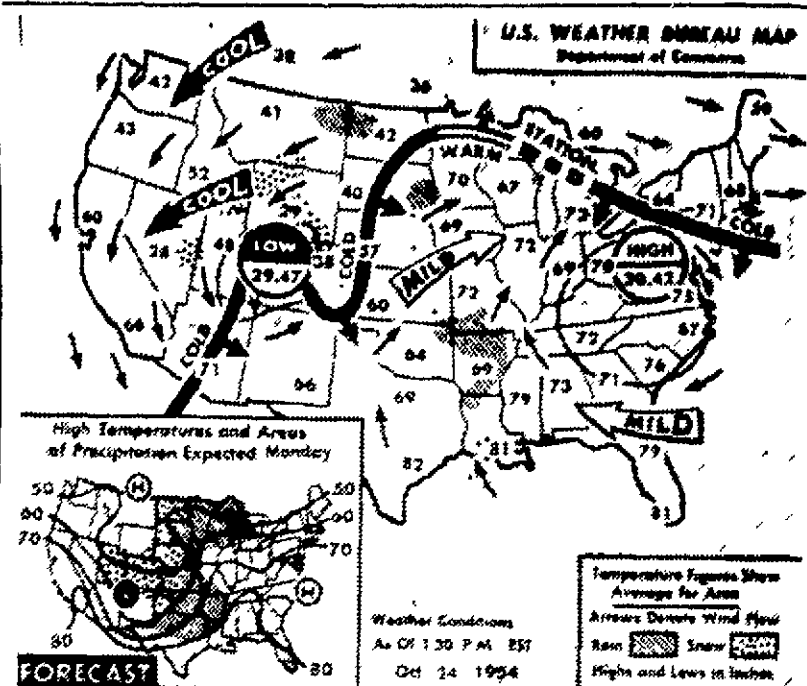 U.S. WEATHER BUREAU MAP
Department of Commerce
COOL
38
42
36
41
42
43
60
50
STATION
WARM
52
COOL
70
67
64
68
40
71
COLD
60
29
69
73
28
48
LOW
29.47
38
COLD
57
MILD
72
69
70
HIGH
30.42
73
72
66
60
67
COLD
71
64
72
76
66
69
71
69
79
73
MILD
82
81
79
81
High Temperatures and Areas
of Precipitation Expected Monday
50
H
50
60
60
70
70
H
80
80
FORECAST
Weather Conditions
As Of 1:30 P.M. EST
Oct 24 1954
Temperature Figures Show
Average for Area
Arrows Denote Wind Flow
Rain
Snow
Highs and Lows in Inches